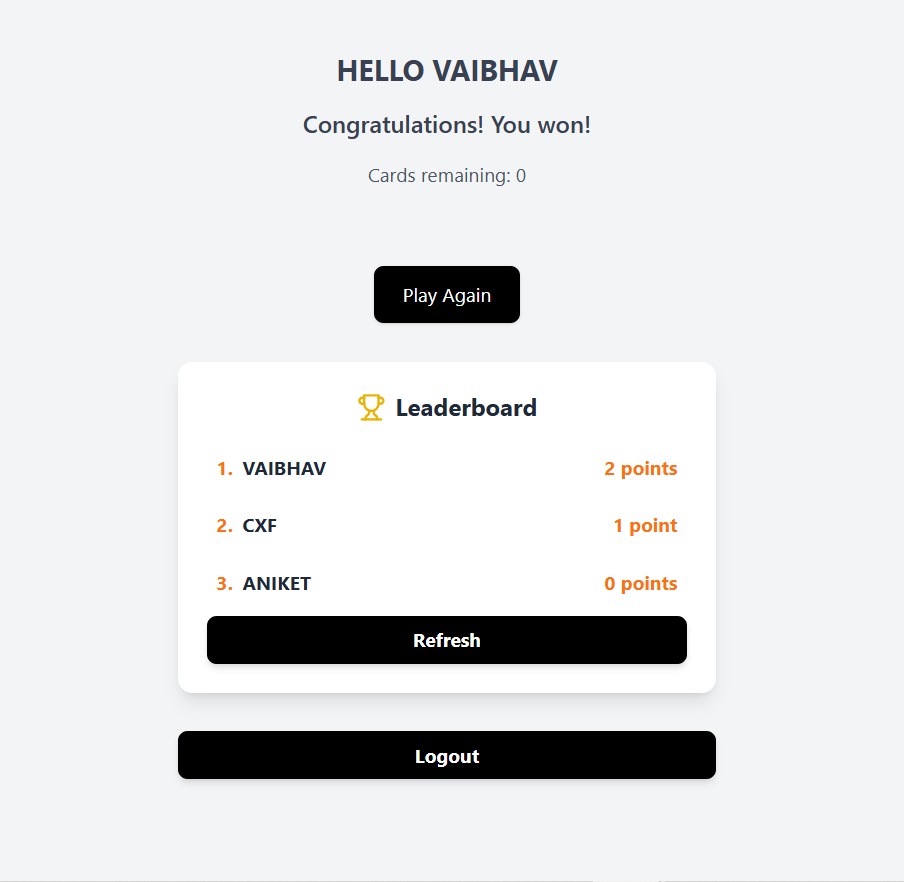 HELLO VAIBHAV
Congratulations! You won!
Cards remaining: 0
Play Again
Leaderboard
1. VAIBHAV 2 points
2. CXF 1 point
3. ANIKET 0 points
Refresh
Logout